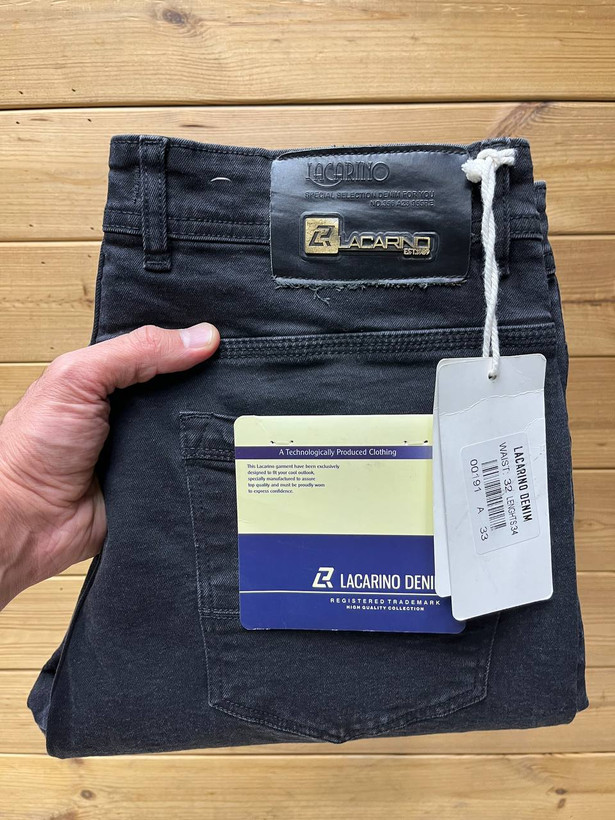 LACARINO
SPECIAL SELECTION DENIM FOR YOU
LACARINO
A Technologically Produced Clothing
This Lacarino garment have been exclusively
designed to fit your cool outlook,
specially manufactured to assure
top quality and must be proudly worn
to express confidence.
LACARINO DENI
REGISTERED TRADEMARK
HIGH QUALITY COLLECTION
LACARINO DENIM
WAIST: 32 LENGHTS:34
00191 A 33